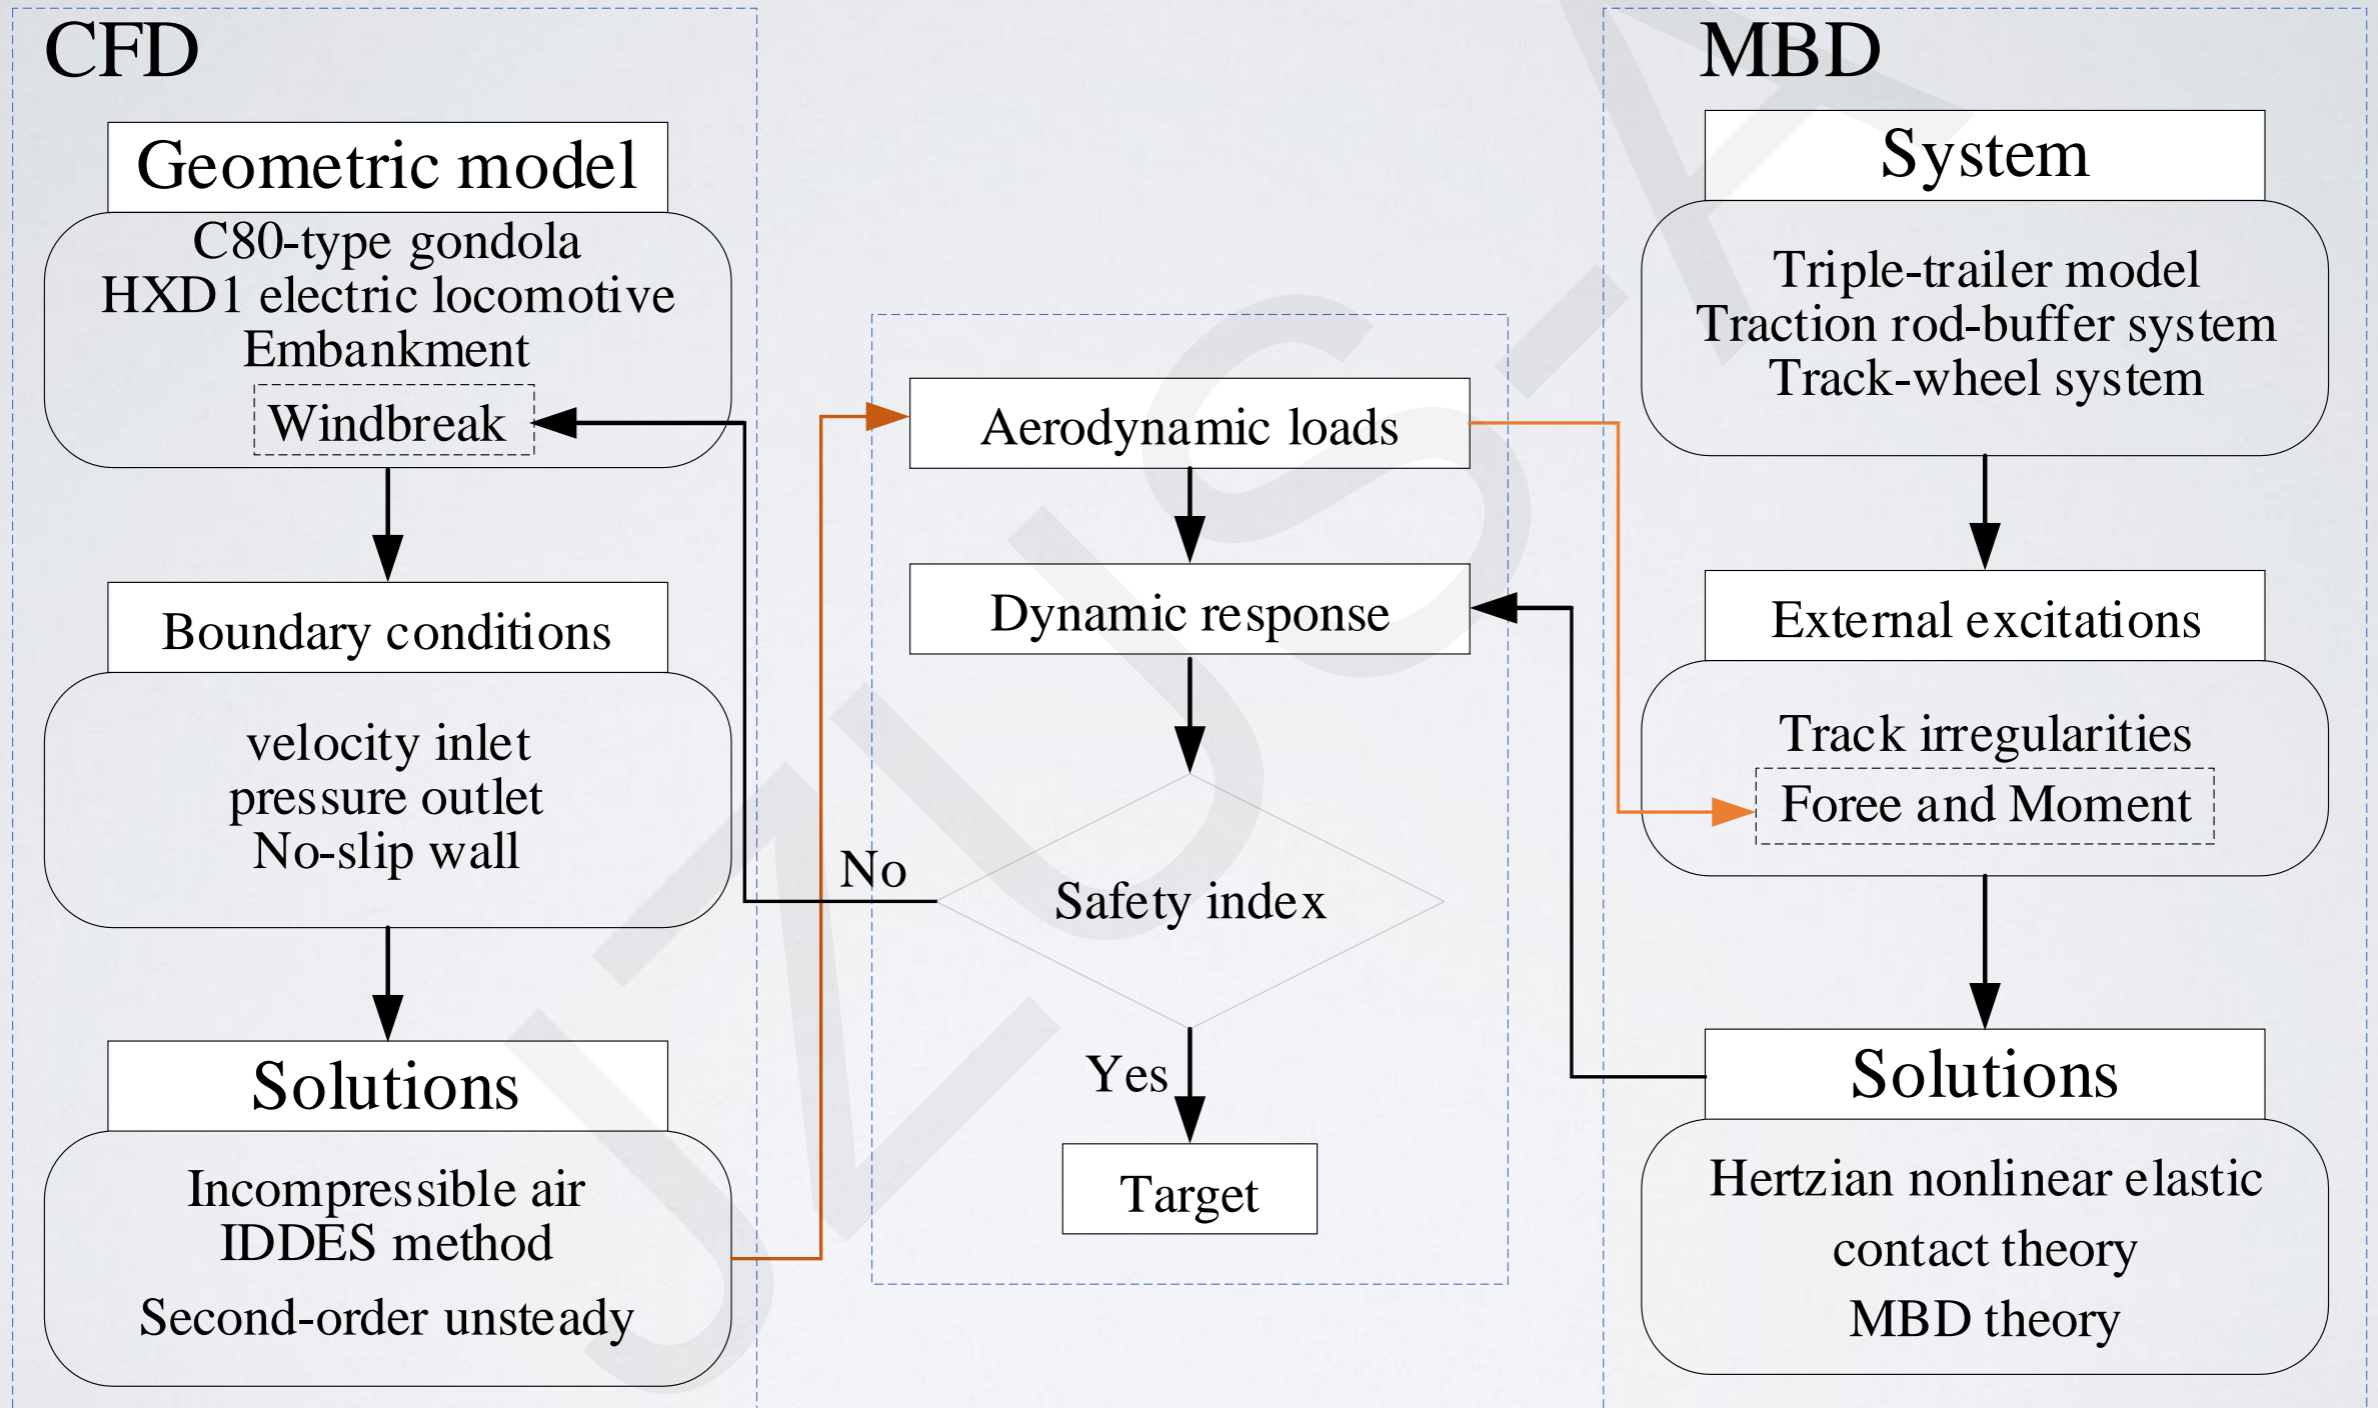 CFD
Geometric model
C80-type gondola
HXD1 electric locomotive
Embankment
Windbreak
Boundary conditions
velocity inlet
pressure outlet
No-slip wall
Solutions
Incompressible air
IDDES method
Second-order unsteady
Aerodynamic loads
Dynamic response
Safety index
No
Yes
Target
MBD
System
Triple-trailer model
Traction rod-buffer system
Track-wheel system
External excitations
Track irregularities
Foree and Moment
Solutions
Hertzian nonlinear elastic
contact theory
MBD theory
JZUS-A